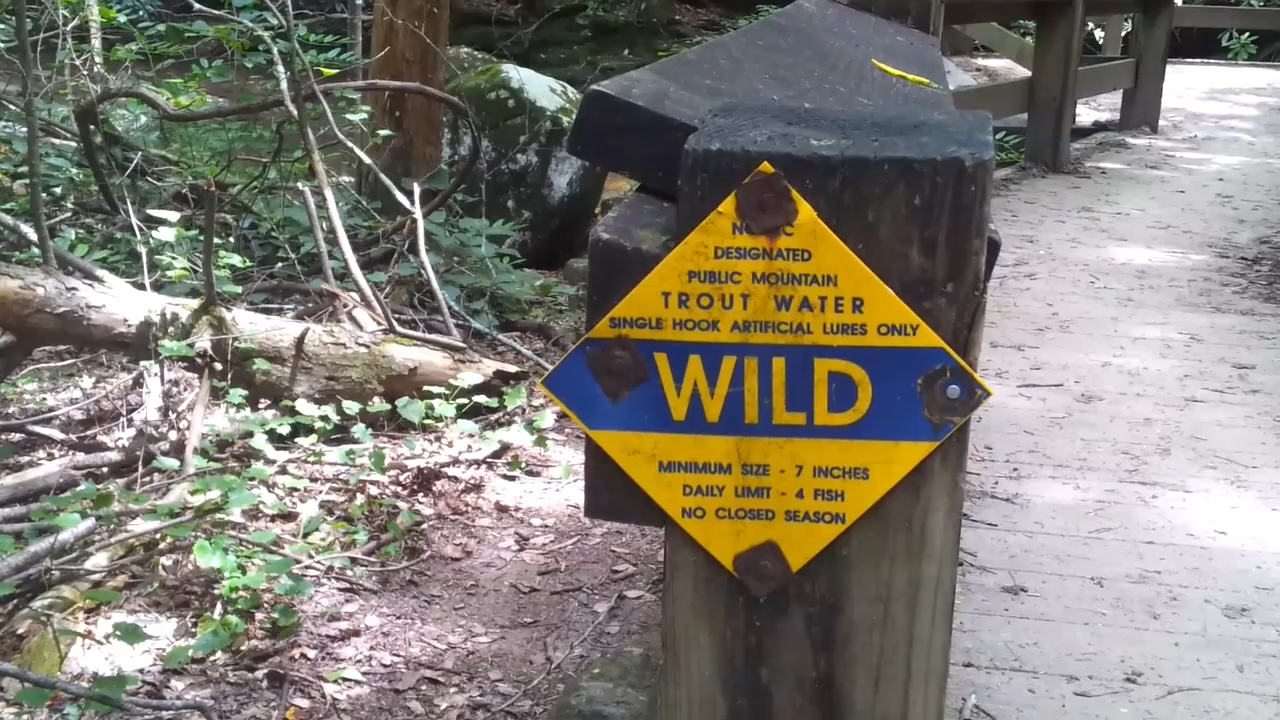 DESIGNATED
PUBLIC MOUNTAIN
TROUT WATER
SINGLE HOOK ARTIFICIAL LURES ONLY
WILD
MINIMUM SIZE - 7 INCHES
DAILY LIMIT - 4 FISH
NO CLOSED SEASON